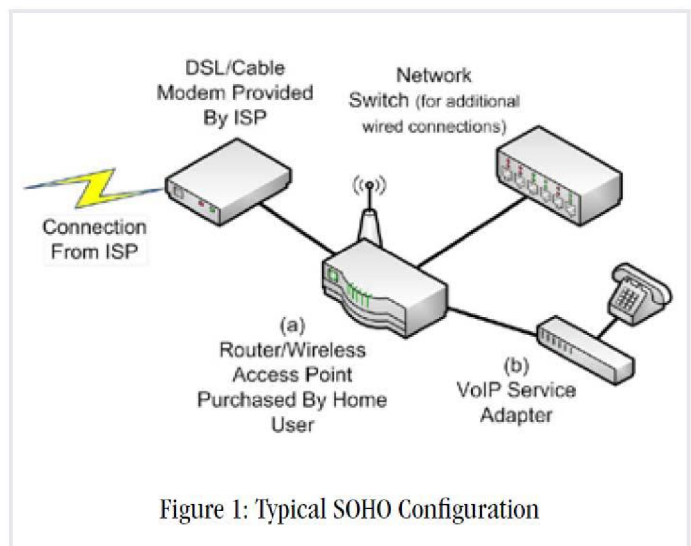 DSL/Cable
Modem Provided
By ISP
Network
Switch (for additional
wired connections)
Connection
From ISP
(a)
Router/Wireless
Access Point
Purchased By Home
User
(b)
VoIP Service
Adapter
Figure 1: Typical SOHO Configuration